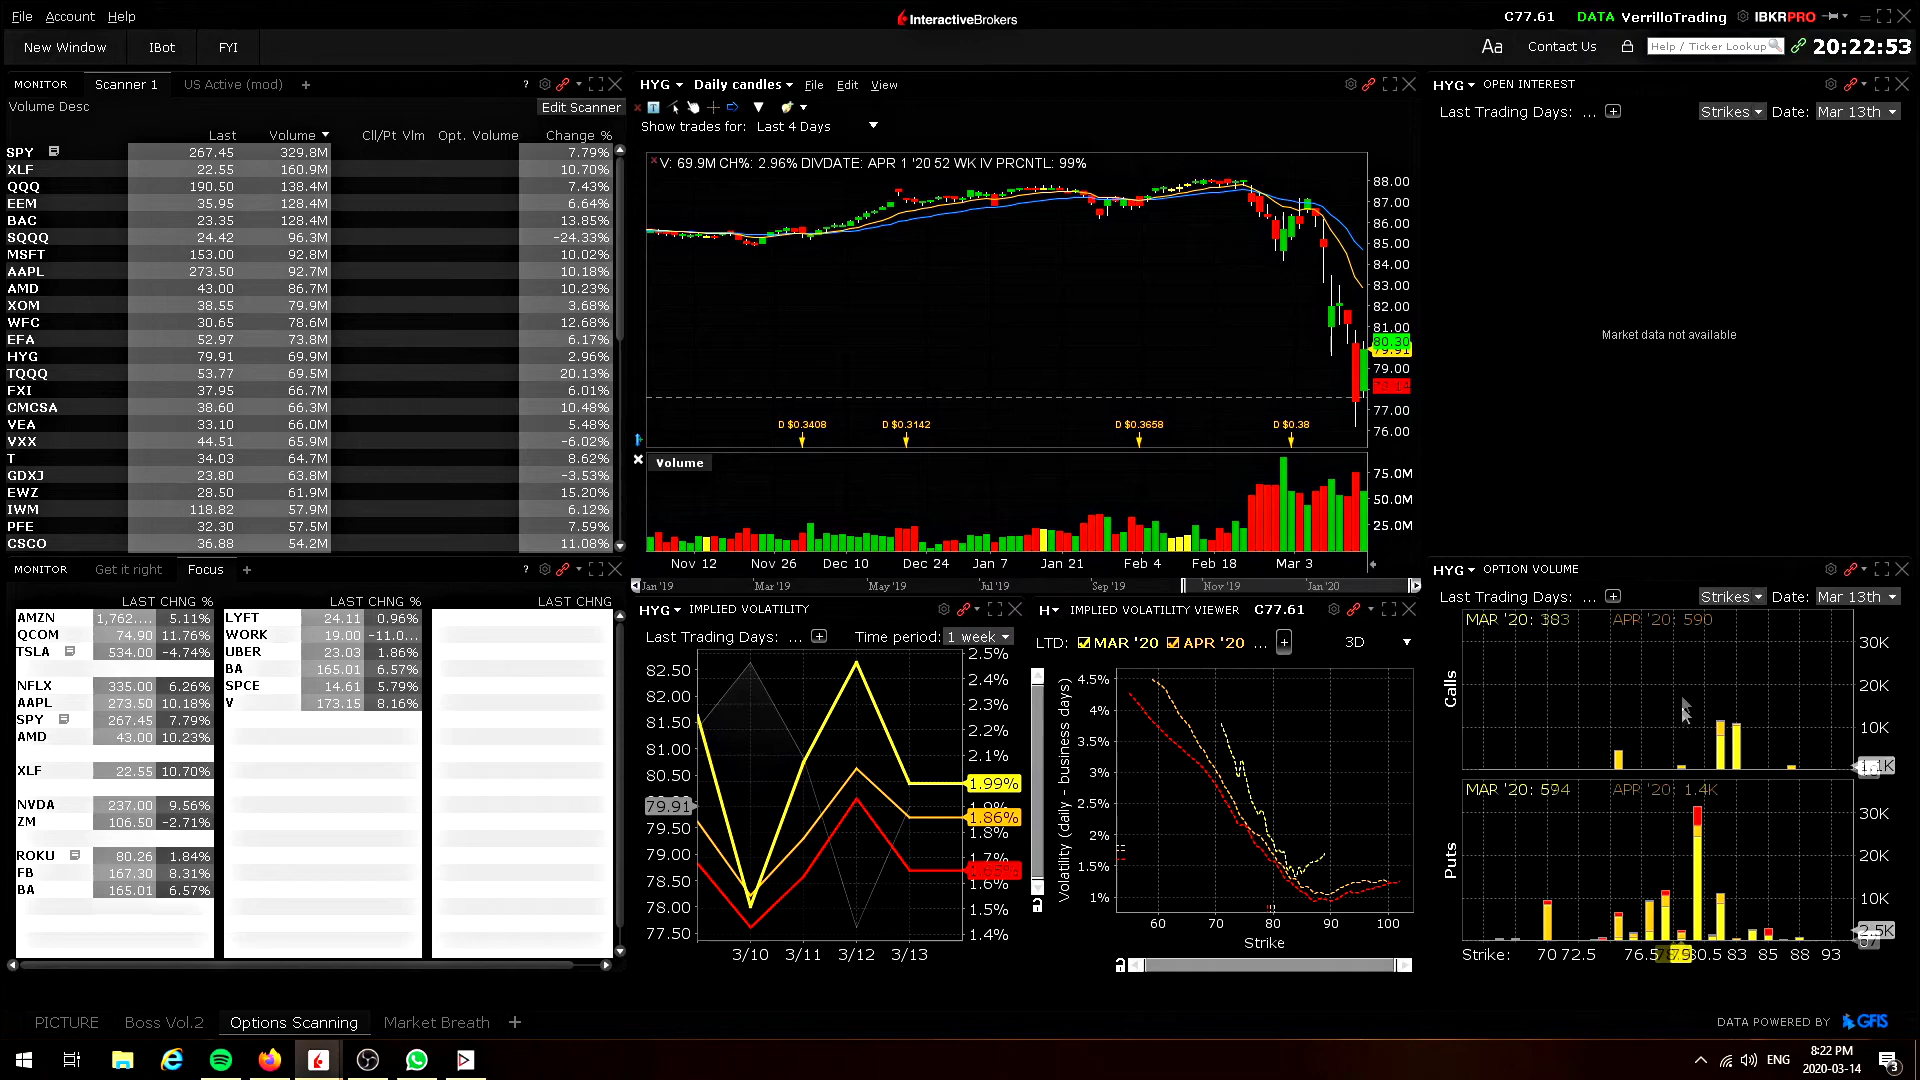 File Account Help
InteractiveBrokers
C77.61 DATA VerrilloTrading IBKRPRO
New Window IBot FYI
Aa Contact Us Help / Ticker Lookup 20:22:53
MONITOR Scanner 1 US Active (mod) +
Volume Desc
Edit Scanner
Last Volume Cll/Pt Vlm Opt. Volume Change %
SPY 267.45 329.8M 7.79%
XLF 22.55 160.9M 10.70%
QQQ 190.50 138.4M 7.43%
EEM 35.95 128.4M 6.64%
BAC 23.35 128.4M 13.85%
SQQQ 24.42 96.3M -24.33%
MSFT 153.00 92.8M 10.02%
AAPL 273.50 92.7M 10.18%
AMD 43.00 86.7M 10.23%
XOM 38.55 79.9M 3.68%
WFC 30.65 78.6M 12.68%
EFA 52.97 73.8M 6.17%
HYG 79.91 69.9M 2.96%
TQQQ 53.77 69.5M 20.13%
FXI 37.95 66.7M 6.01%
CMCSA 38.60 66.3M 10.48%
VEA 33.10 66.0M 5.48%
VXX 44.51 65.9M -6.02%
T 34.03 64.7M 8.62%
GDXJ 23.80 63.8M -3.53%
EWZ 28.50 61.9M 15.20%
IWM 118.82 57.9M 6.12%
PFE 32.30 57.5M 7.59%
CSCO 36.88 54.2M 11.08%
HYG Daily candles File Edit View
Show trades for: Last 4 Days
V: 69.9M CH%: 2.96% DIVDATE: APR 1 '20 52 WK IV PRCNTL: 99%
88.00
87.00
86.00
85.00
84.00
83.00
82.00
81.00
80.30
79.91
79.00
77.00
76.00
D $0.3408 D $0.3142 D $0.3658 D $0.38
Volume
75.0M
50.0M
25.0M
Nov 12 Nov 26 Dec 10 Dec 24 Jan 7 Jan 21 Feb 4 Feb 18 Mar 3
Jan '19 Mar '19 May '19 Jul '19 Sep '19 Nov '19 Jan '20
HYG OPEN INTEREST
Last Trading Days: ... Strikes Date: Mar 13th
Market data not available
MONITOR Get it right Focus +
LAST CHNG % LAST CHNG % LAST CHNG
AMZN 1,762.... 5.11% LYFT 24.11 0.96%
QCOM 74.90 11.76% WORK 19.00 -11.0...
TSLA 534.00 -4.74% UBER 23.03 1.86%
BA 165.01 6.57%
NFLX 335.00 6.26% SPCE 14.61 5.79%
AAPL 273.50 10.18% V 173.15 8.16%
SPY 267.45 7.79%
AMD 43.00 10.23%
XLF 22.55 10.70%
NVDA 237.00 9.56%
ZM 106.50 -2.71%
ROKU 80.26 1.84%
FB 167.30 8.31%
BA 165.01 6.57%
HYG IMPLIED VOLATILITY
Last Trading Days: ... Time period: 1 week
82.50 2.5%
82.00 2.4%
81.50 2.3%
81.00 2.2%
80.50 2.1%
79.91 1.99%
79.50 1.86%
79.00 1.8%
78.50 1.6%
78.00 1.5%
77.50 1.4%
3/10 3/11 3/12 3/13
H IMPLIED VOLATILITY VIEWER C77.61
LTD: MAR '20 APR '20 ... 3D
Volatility (daily - business days)
4.5%
4%
3.5%
3%
2.5%
2%
1.5%
1%
60 70 80 90 100
Strike
HYG OPTION VOLUME
Last Trading Days: ... Strikes Date: Mar 13th
MAR '20: 383 APR '20: 590
Calls
30K
20K
10K
MAR '20: 594 APR '20: 1.4K
Puts
30K
20K
10K
2.5K
Strike: 70 72.5 76.5 79 80.5 83 85 88 93
PICTURE Boss Vol.2 Options Scanning Market Breath +
DATA POWERED BY GFIS
ENG 8:22 PM
2020-03-14
3